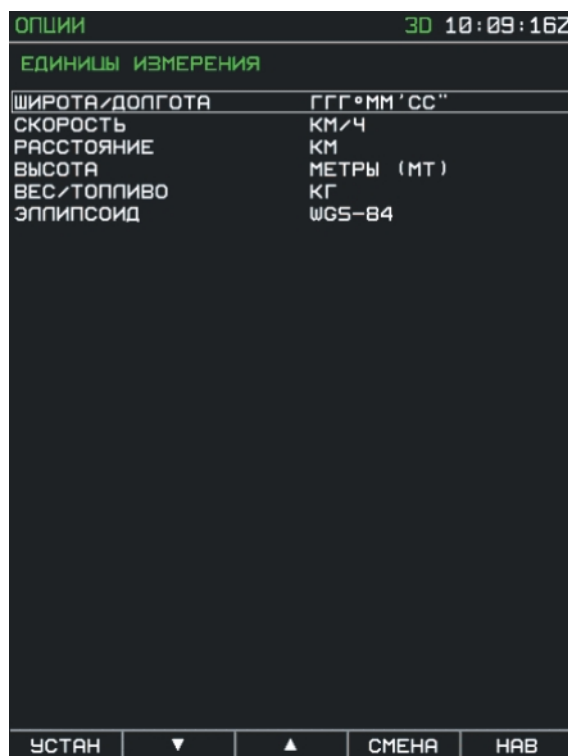 ОПЦИИ 3D 10:09:16Z
ЕДИНИЦЫ ИЗМЕРЕНИЯ
ШИРОТА/ДОЛГОТА ГГГ°ММ'СС"
СКОРОСТЬ КМ/Ч
РАССТОЯНИЕ КМ
ВЫСОТА МЕТРЫ (МТ)
ВЕС/ТОПЛИВО КГ
ЭЛЛИПСОИД WGS-84
УСТАН ▼ ▲ СМЕНА НАВ